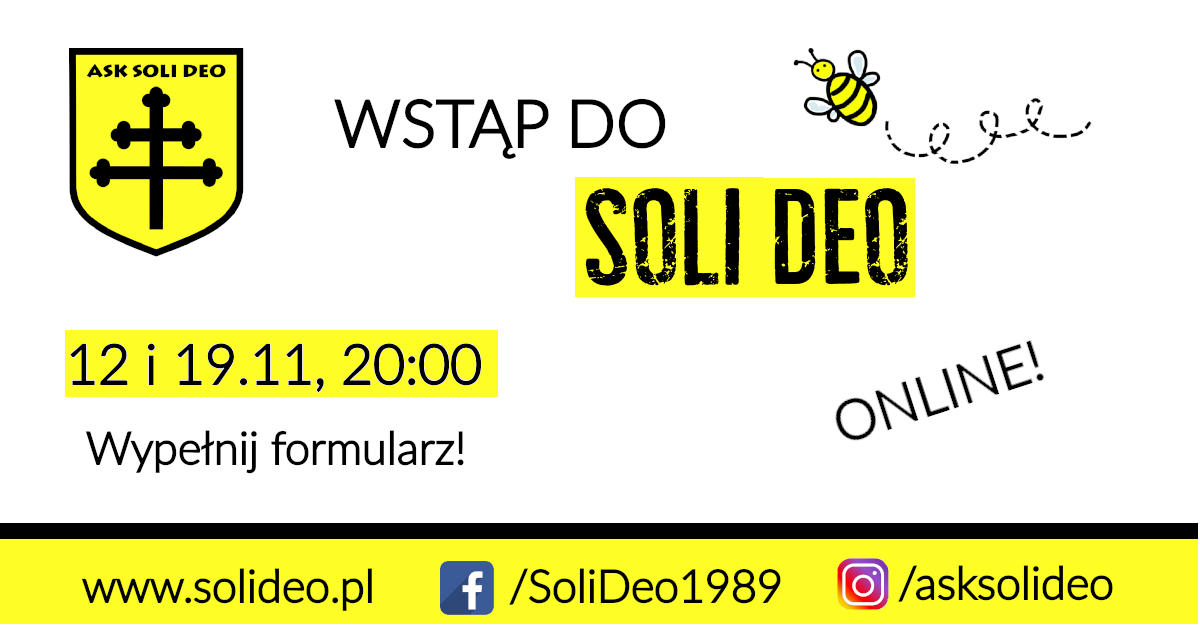 ASK SOLI DEO
WSTĄP DO
SOLI DEO
12 i 19.11, 20:00
ONLINE!
Wypełnij formularz!
www.solideo.pl
/SoliDeo1989
/asksolideo